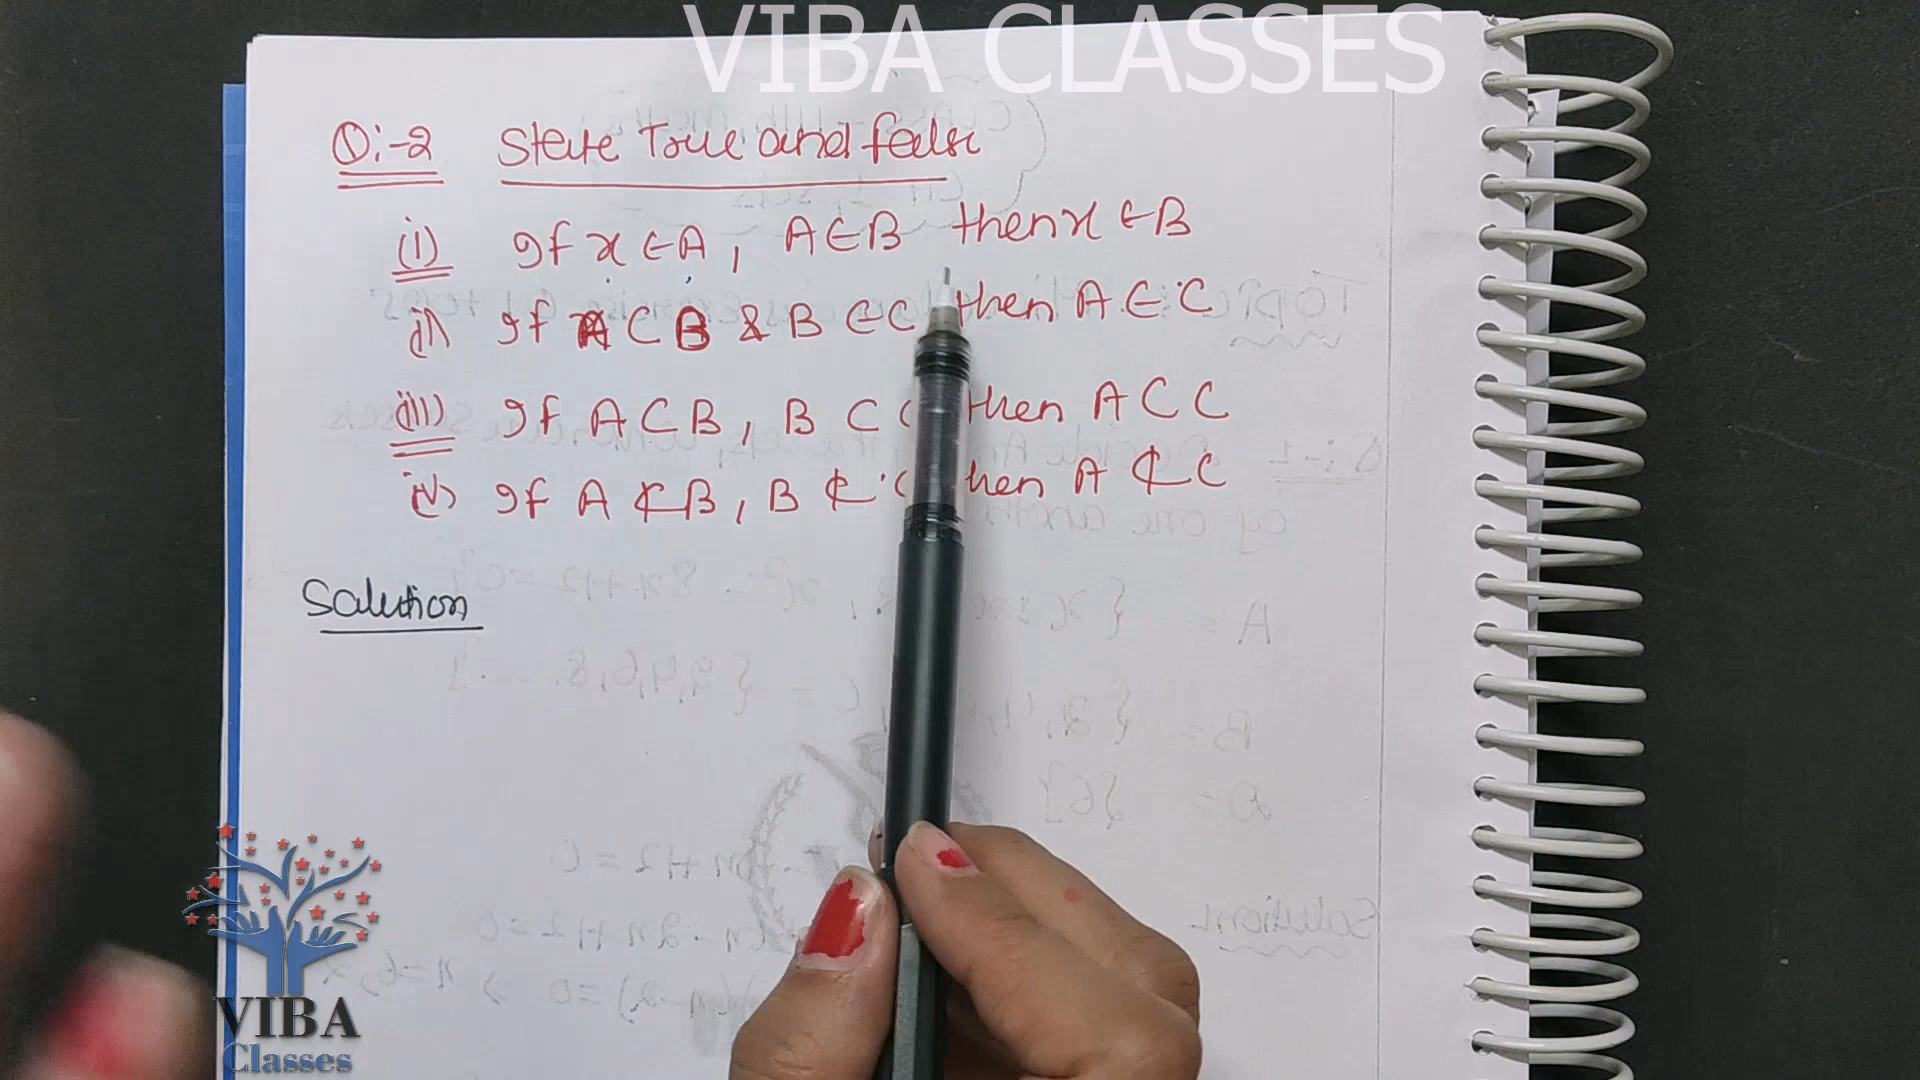 VIBA CLASSES
Q:-2 State True and false
(i) If x ∈ A, A ∈ B then x ∈ B
ii) If A ⊂ B & B ∈ C then A ∈ C
(iii) If A ⊂ B, B ⊂ C then A ⊂ C
iv) If A ⊄ B, B ⊄ C then A ⊄ C
Solution
VIBA
Classes